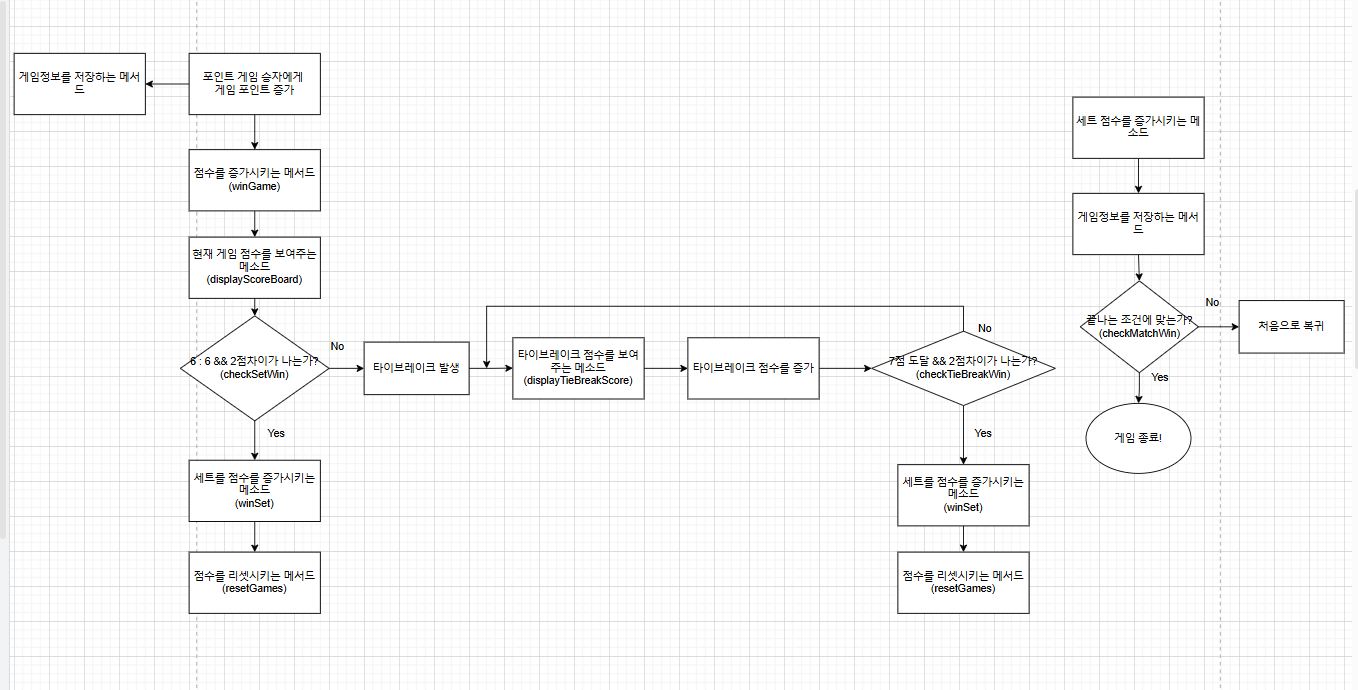 게임정보를 저장하는 메서
드
포인트 게임 승자에게
게임 포인트 증가
점수를 증가시키는 메서드
(winGame)
현재 게임 점수를 보여주는
메소드
(displayScoreBoard)
6 : 6 && 2점차이가 나는가?
(checkSetWin)
No
Yes
타이브레이크 발생
타이브레이크 점수를 보여
주는 메소드
(displayTieBreakScore)
타이브레이크 점수를 증가
7점 도달 && 2점차이가 나는가?
(checkTieBreakWin)
No
Yes
세트를 점수를 증가시키는
메소드
(winSet)
점수를 리셋시키는 메서드
(resetGames)
세트를 점수를 증가시키는
메소드
(winSet)
점수를 리셋시키는 메서드
(resetGames)
세트 점수를 증가시키는 메
소드
게임정보를 저장하는 메서
드
끝나는 조건에 맞는가?
(checkMatchWin)
No
처음으로 복귀
Yes
게임 종료!